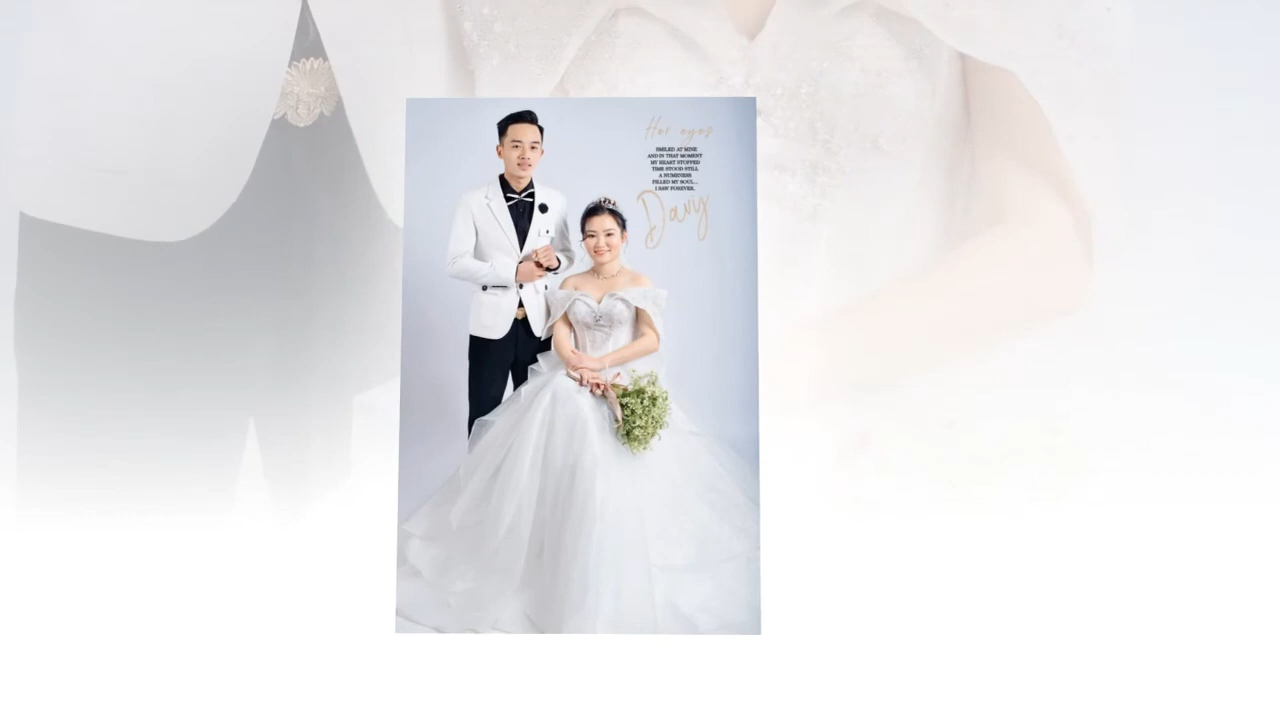 Her eyes
SMILED AT MINE
AND IN THAT MOMENT
MY HEART STOPPED
TIME STOOD STILL
A NUMBNESS
FILLED MY SOUL...
I SAW FOREVER.
Davy